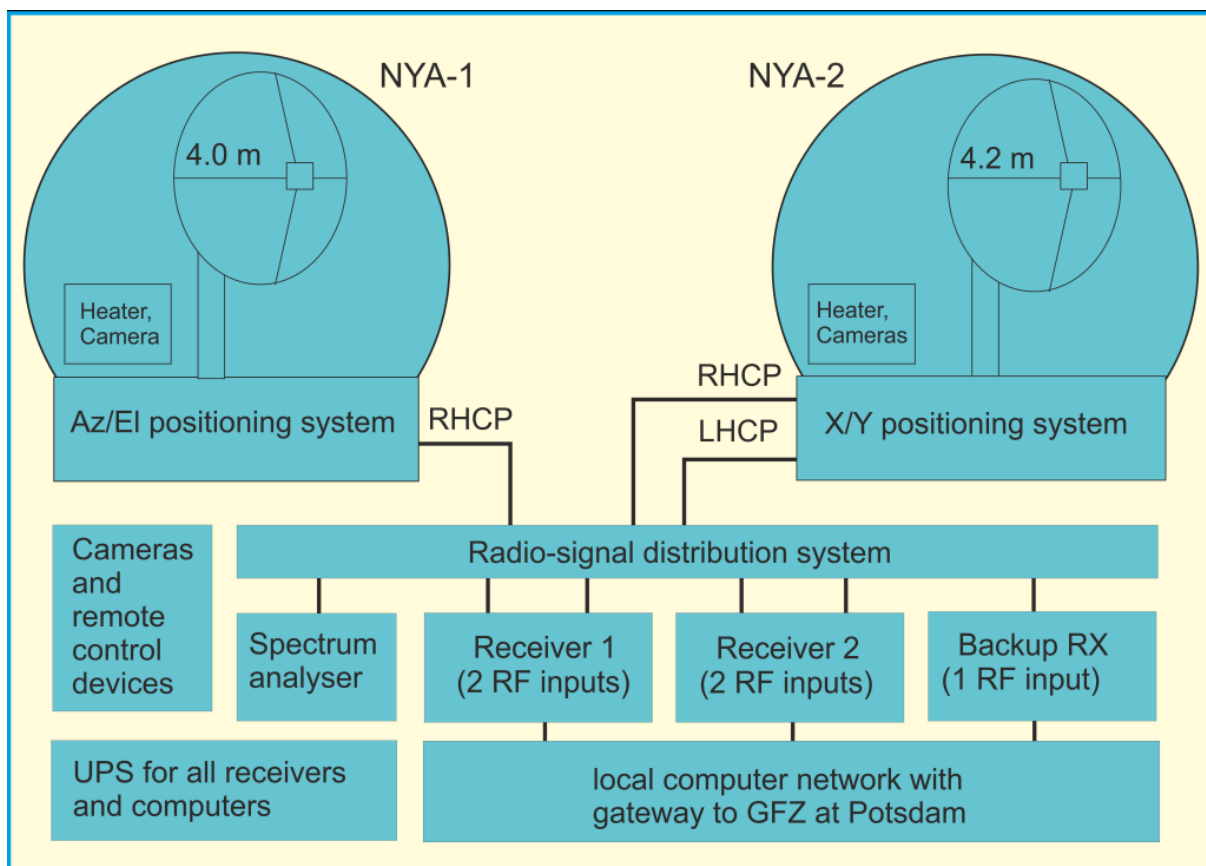 NYA-1
NYA-2
4.0 m
4.2 m
Heater,
Camera
Heater,
Cameras
Az/El positioning system
RHCP
RHCP
LHCP
X/Y positioning system
Cameras
and
remote
control
devices
Radio-signal distribution system
Spectrum
analyser
Receiver 1
(2 RF inputs)
Receiver 2
(2 RF inputs)
Backup RX
(1 RF input)
UPS for all receivers
and computers
local computer network with
gateway to GFZ at Potsdam